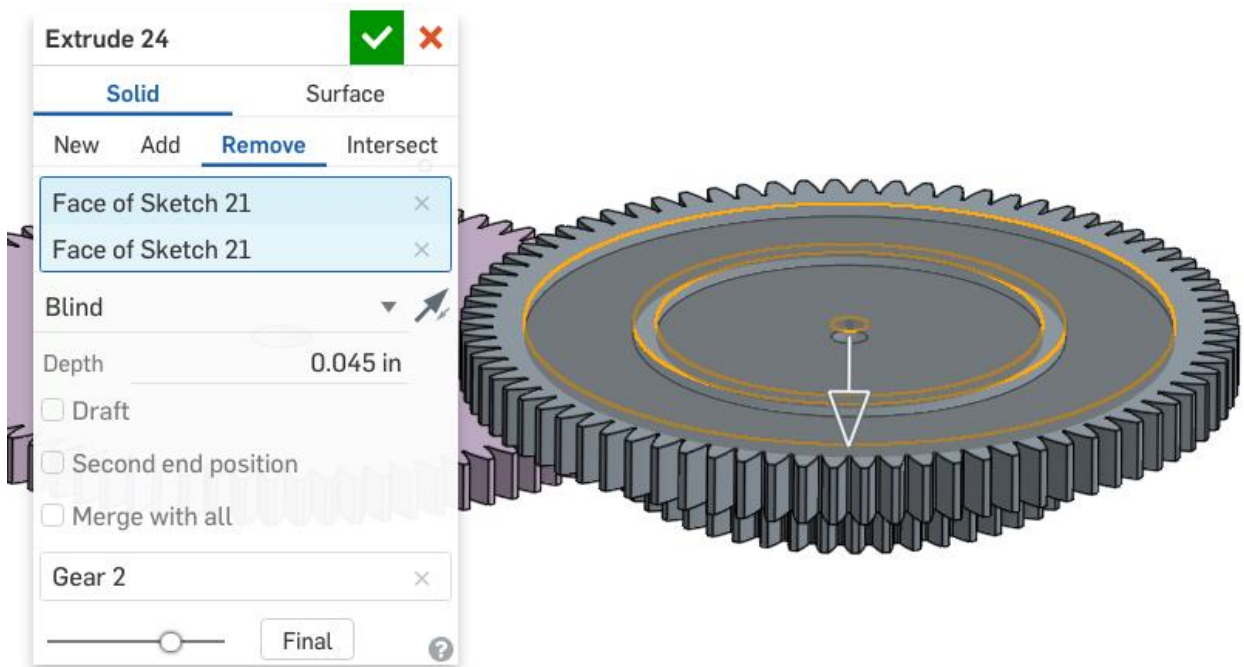 Extrude 24
Solid Surface
New Add Remove Intersect
Face of Sketch 21
Face of Sketch 21
Blind
Depth 0.045 in
Draft
Second end position
Merge with all
Gear 2
Final